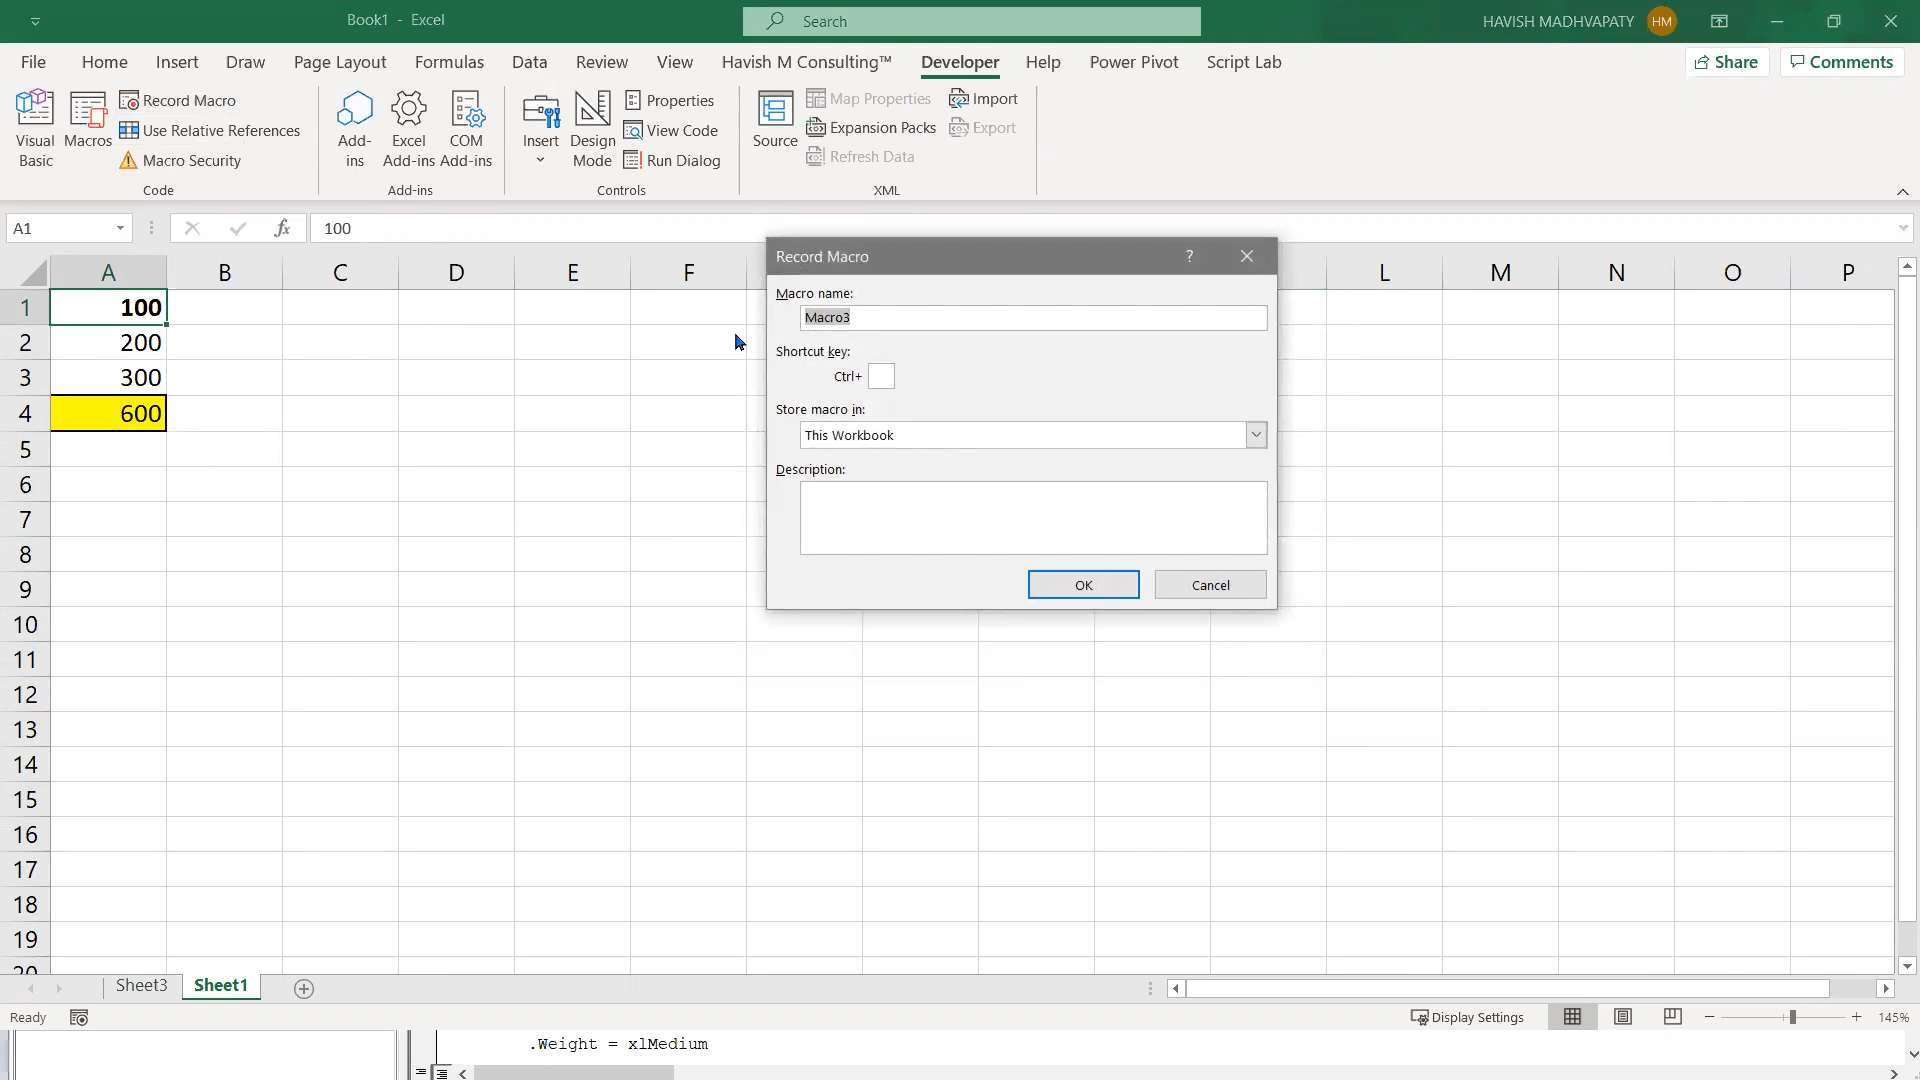 Book1 - Excel
Search
HAVISH MADHVAPATY HM
File Home Insert Draw Page Layout Formulas Data Review View Havish M Consulting™ Developer Help Power Pivot Script Lab Share Comments
Visual Basic
Macros
Record Macro
Use Relative References
Macro Security
Code
Add-ins
Excel Add-ins
COM Add-ins
Add-ins
Insert
Design Mode
Properties
View Code
Run Dialog
Controls
Source
Map Properties
Expansion Packs
Refresh Data
Import
Export
XML
A1 fx 100
A B C D E F L M N O P
1 100
2 200
3 300
4 600
5
6
7
8
9
10
11
12
13
14
15
16
17
18
19
20
Record Macro ?
Macro name:
Macro3
Shortcut key:
Ctrl+
Store macro in:
This Workbook
Description:
OK Cancel
Sheet3 Sheet1
Ready Display Settings 145%
.Weight = xlMedium